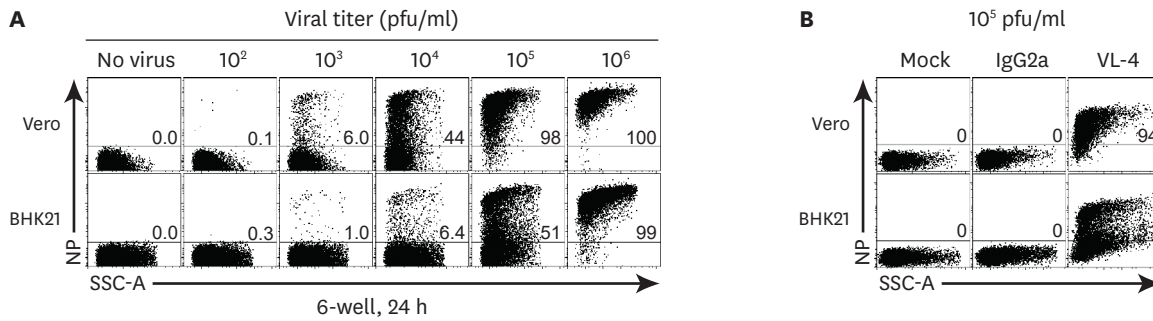 A
Viral titer (pfu/ml)
No virus 10² 10³ 10⁴ 10⁵ 10⁶
Vero
0.0 0.1 6.0 44 98 100
BHK21
0.0 0.3 1.0 6.4 51 99
NP
SSC-A
6-well, 24 h
B
10⁵ pfu/ml
Mock IgG2a VL-4
Vero
0 0 94
BHK21
0 0
NP
SSC-A